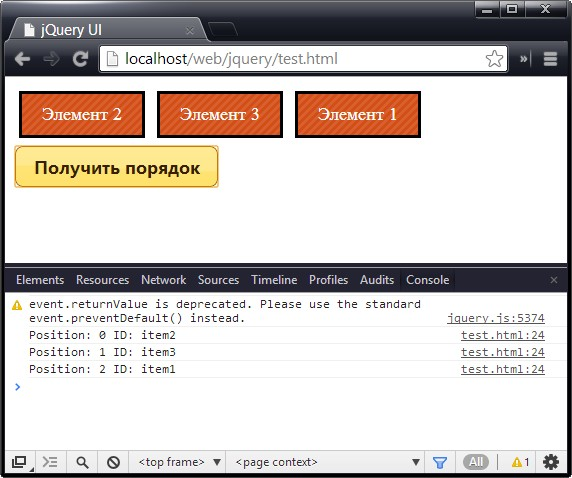 jQuery UI
localhost/web/jquery/test.html
Элемент 2 Элемент 3 Элемент 1
Получить порядок
Elements Resources Network Sources Timeline Profiles Audits Console
event.returnValue is deprecated. Please use the standard
event.preventDefault() instead. jquery.js:5374
Position: 0 ID: item2 test.html:24
Position: 1 ID: item3 test.html:24
Position: 2 ID: item1 test.html:24
<top frame> <page context> All 1